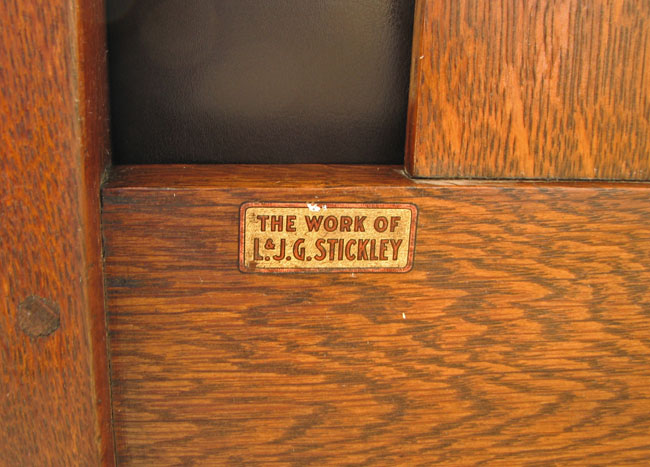 THE WORK OF
L. & J. G. STICKLEY